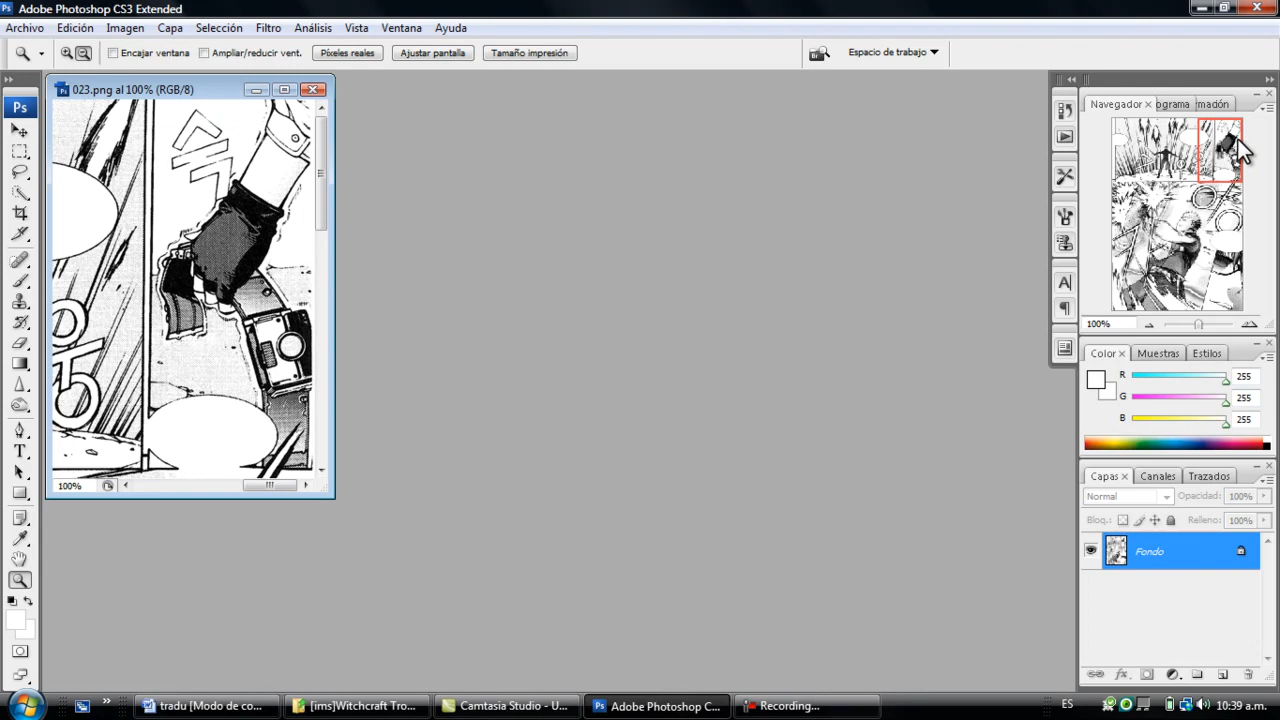 Adobe Photoshop CS3 Extended
Archivo Edición Imagen Capa Selección Filtro Análisis Vista Ventana Ayuda
Encajar ventana Ampliar/reducir vent. Píxeles reales Ajustar pantalla Tamaño impresión Espacio de trabajo
023.png al 100% (RGB/8)
100%
Navegador ograma mación
100%
Color Muestras Estilos
R 255
G 255
B 255
Capas Canales Trazados
Normal Opacidad: 100%
Bloq.: Relleno: 100%
Fondo
tradu [Modo de co... [ims]Witchcraft Tro... Camtasia Studio - U... Adobe Photoshop C... Recording... ES 10:39 a.m.